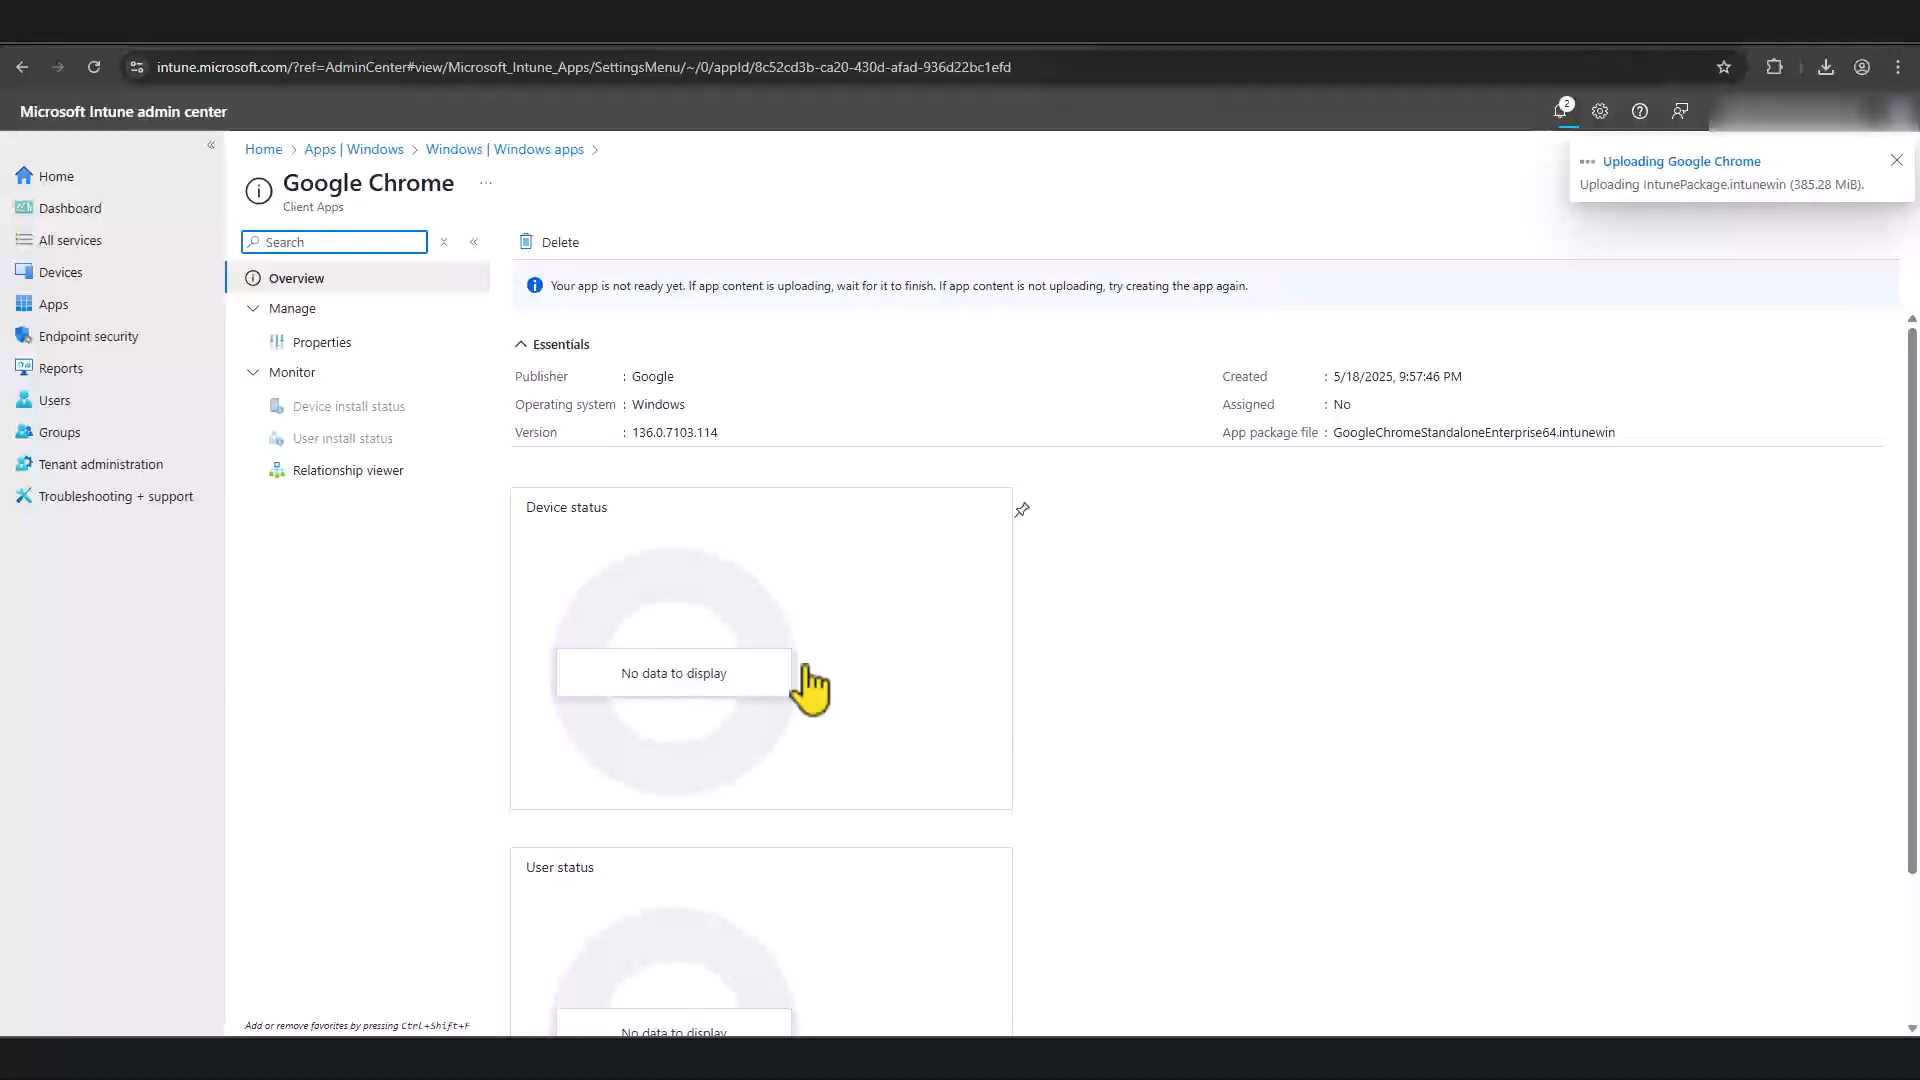 intune.microsoft.com/?ref=AdminCenter#view/Microsoft_Intune_Apps/SettingsMenu/~/0/appId/8c52cd3b-ca20-430d-afad-936d22bc1efd
Microsoft Intune admin center
2
Home
Dashboard
All services
Devices
Apps
Endpoint security
Reports
Users
Groups
Tenant administration
Troubleshooting + support
Home > Apps | Windows > Windows | Windows apps >
Google Chrome ...
Client Apps
Search
Overview
Manage
Properties
Monitor
Device install status
User install status
Relationship viewer
Add or remove favorites by pressing Ctrl+Shift+F
Uploading Google Chrome
Uploading IntunePackage.intunewin (385.28 MiB).
Delete
Your app is not ready yet. If app content is uploading, wait for it to finish. If app content is not uploading, try creating the app again.
Essentials
Publisher : Google
Operating system : Windows
Version : 136.0.7103.114
Created : 5/18/2025, 9:57:46 PM
Assigned : No
App package file : GoogleChromeStandaloneEnterprise64.intunewin
Device status
No data to display
User status
No data to display